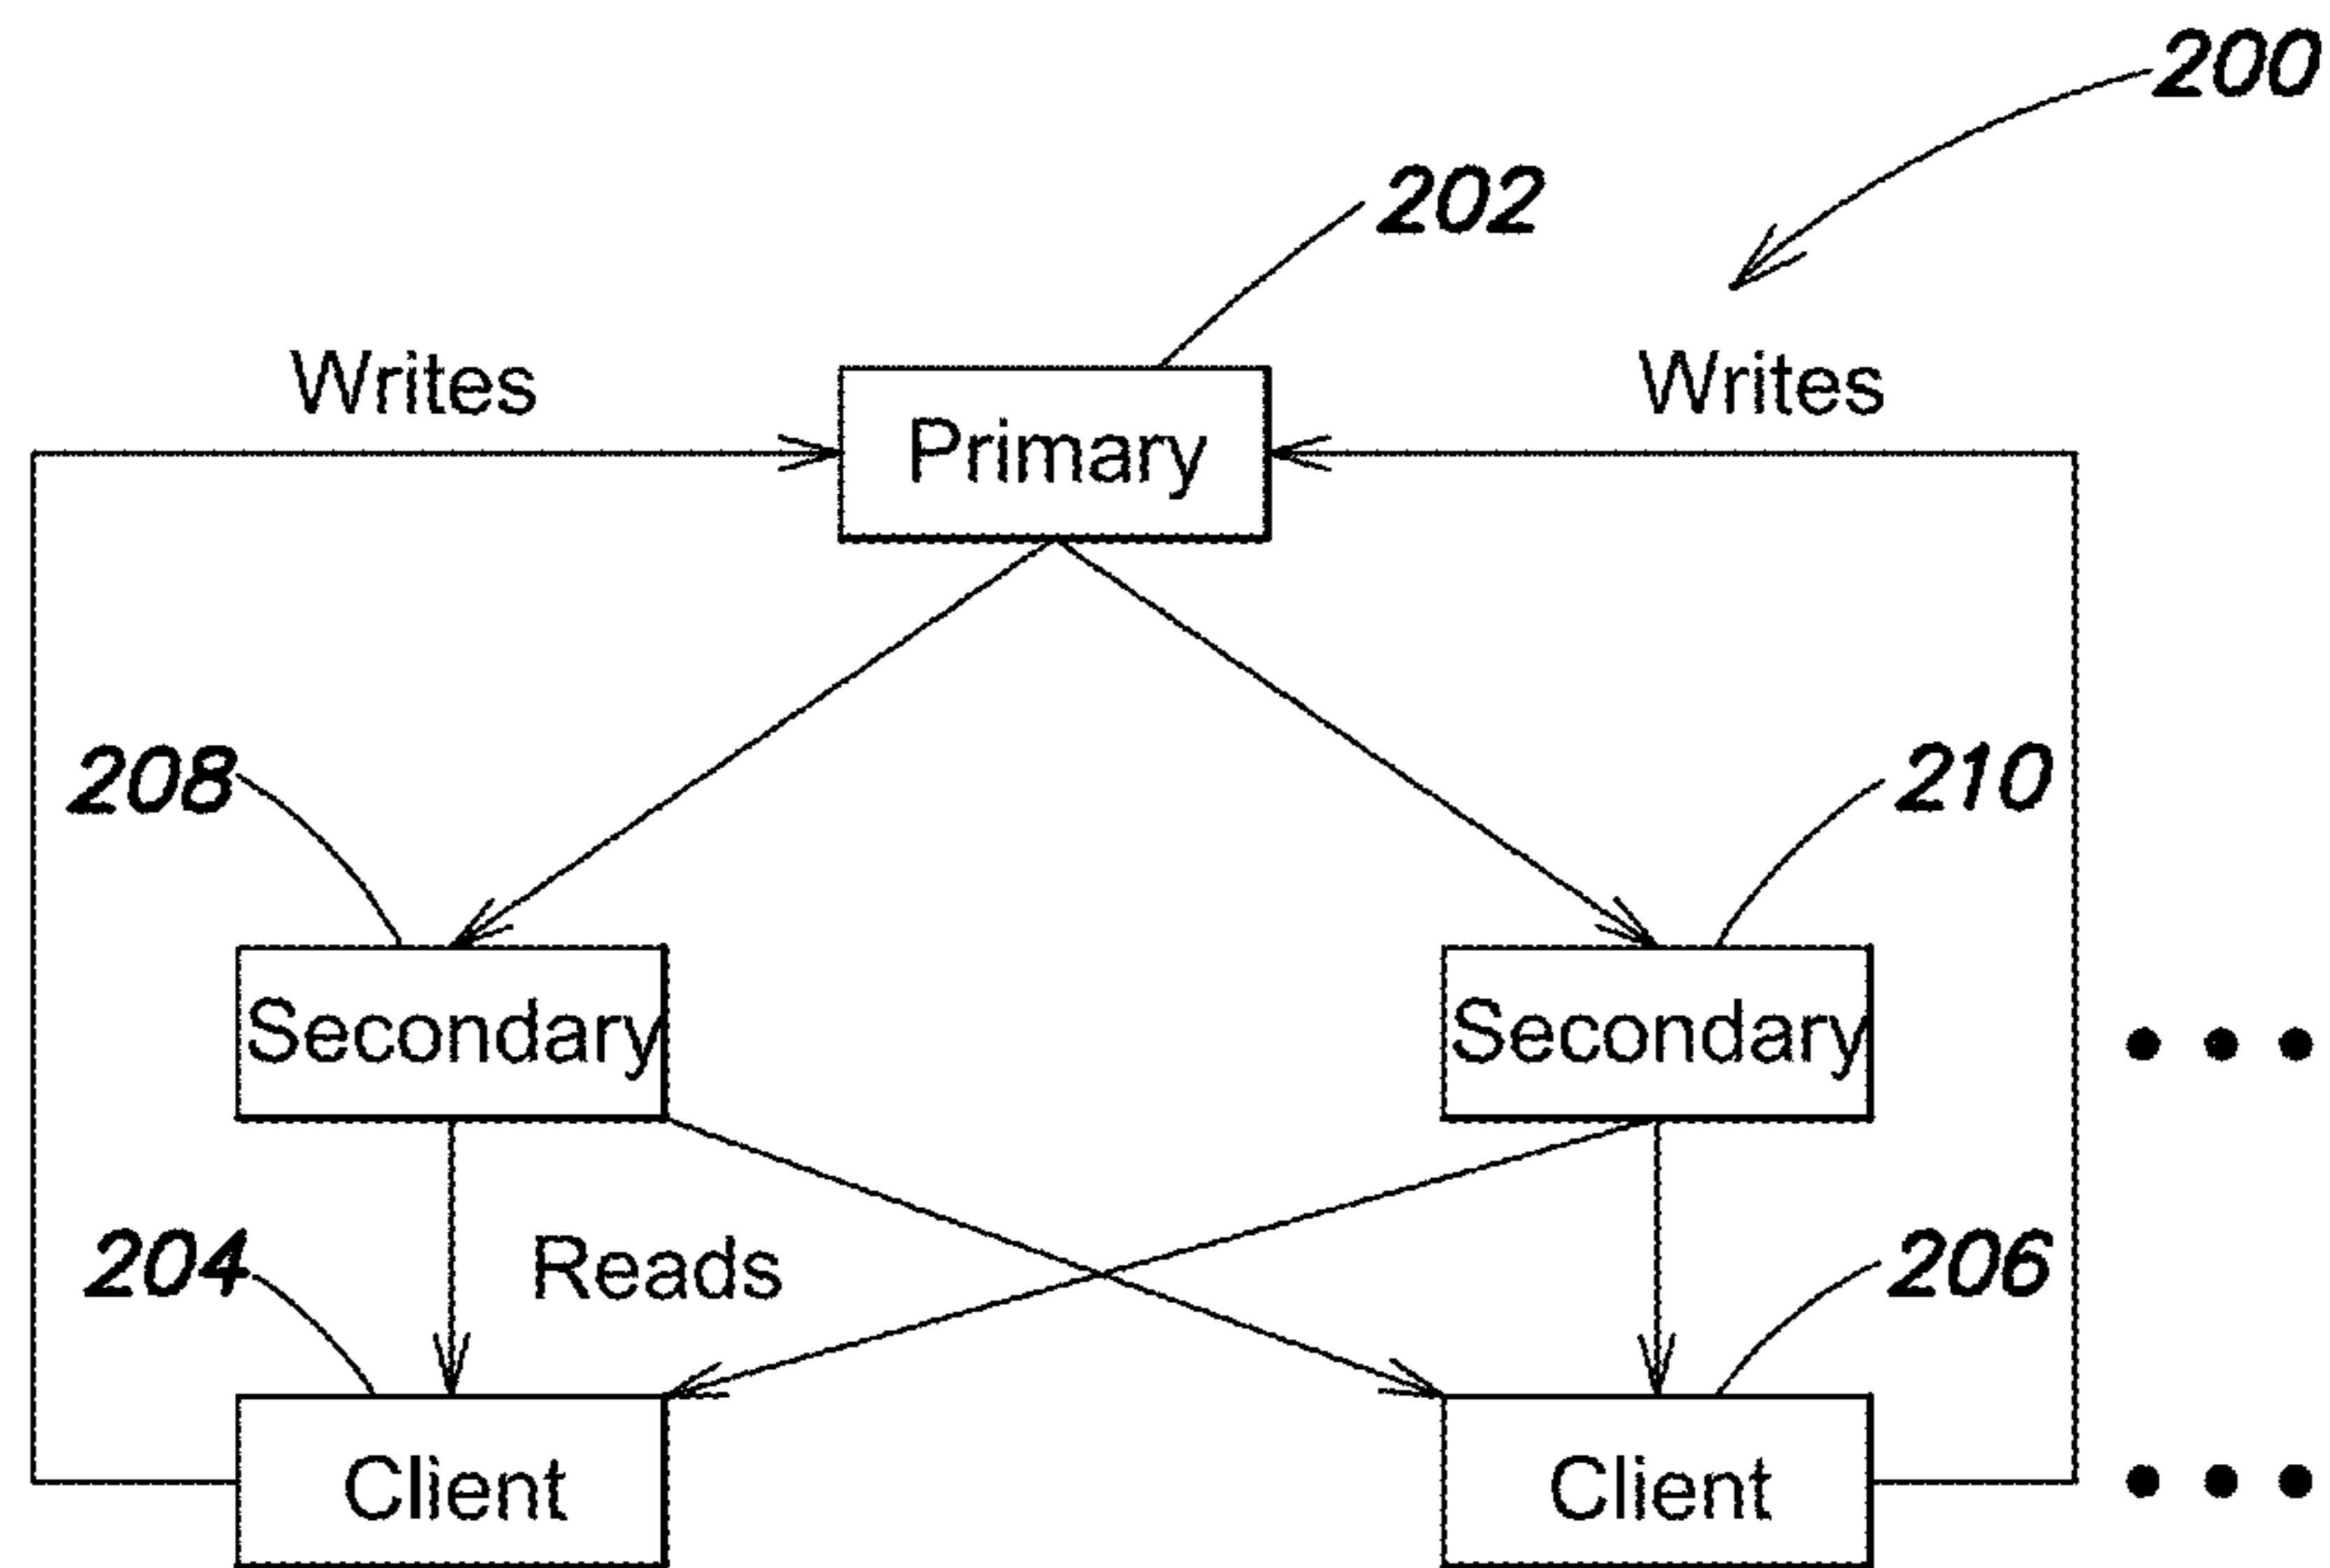 200
202
Writes
Writes
Primary
208
210
Secondary
Secondary
204
Reads
206
Client
Client